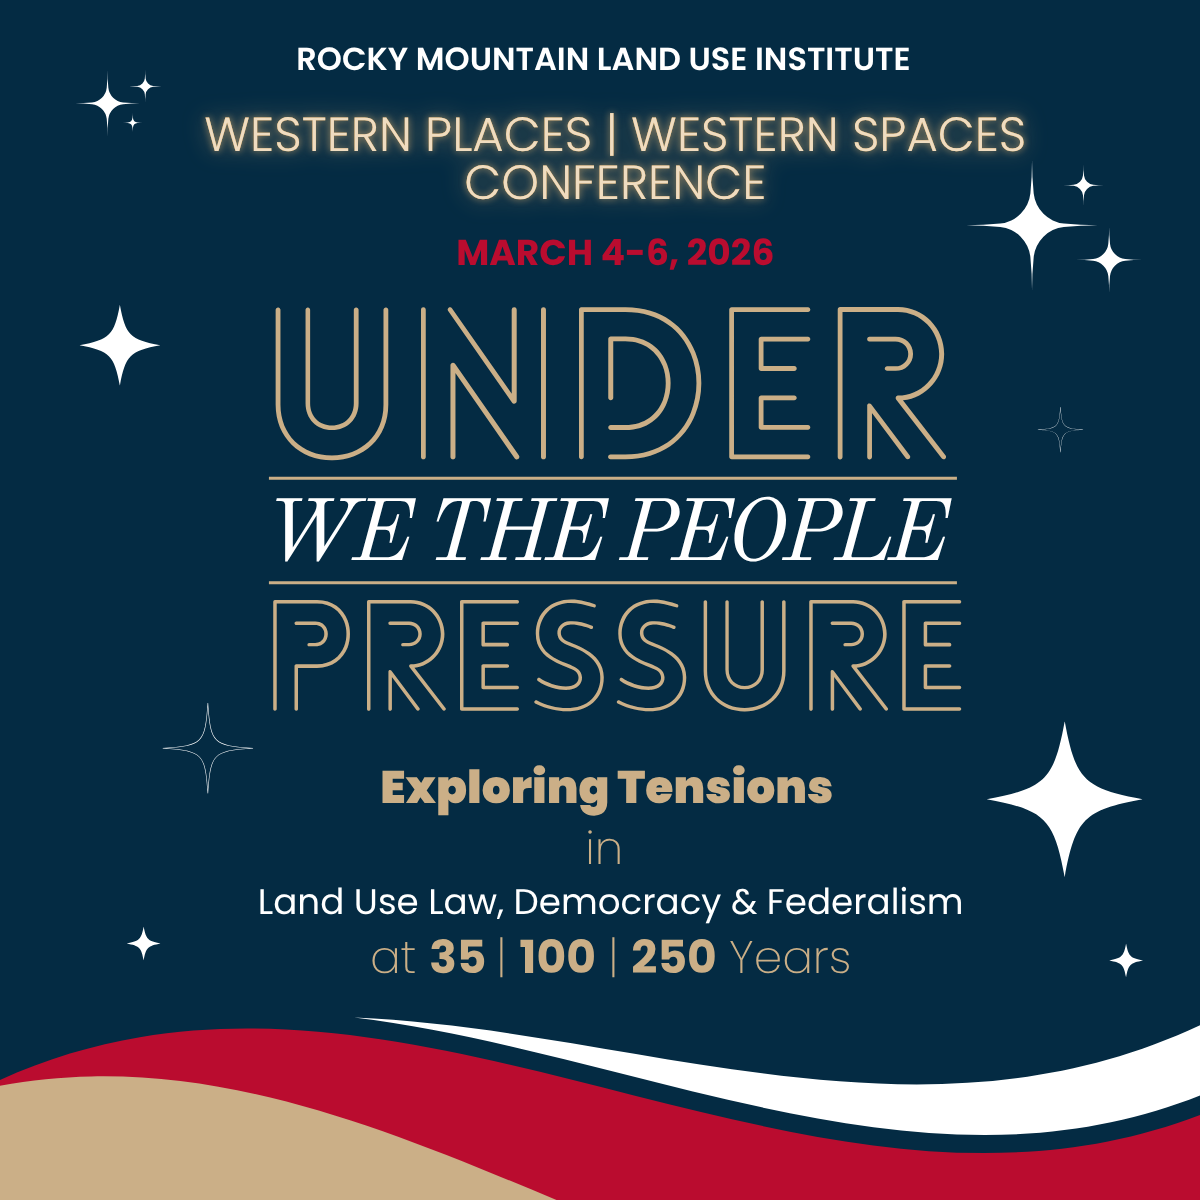 ROCKY MOUNTAIN LAND USE INSTITUTE
WESTERN PLACES | WESTERN SPACES
CONFERENCE
MARCH 4-6, 2026
UNDER
WE THE PEOPLE
PRESSURE
Exploring Tensions
in
Land Use Law, Democracy & Federalism
at 35 | 100 | 250 Years